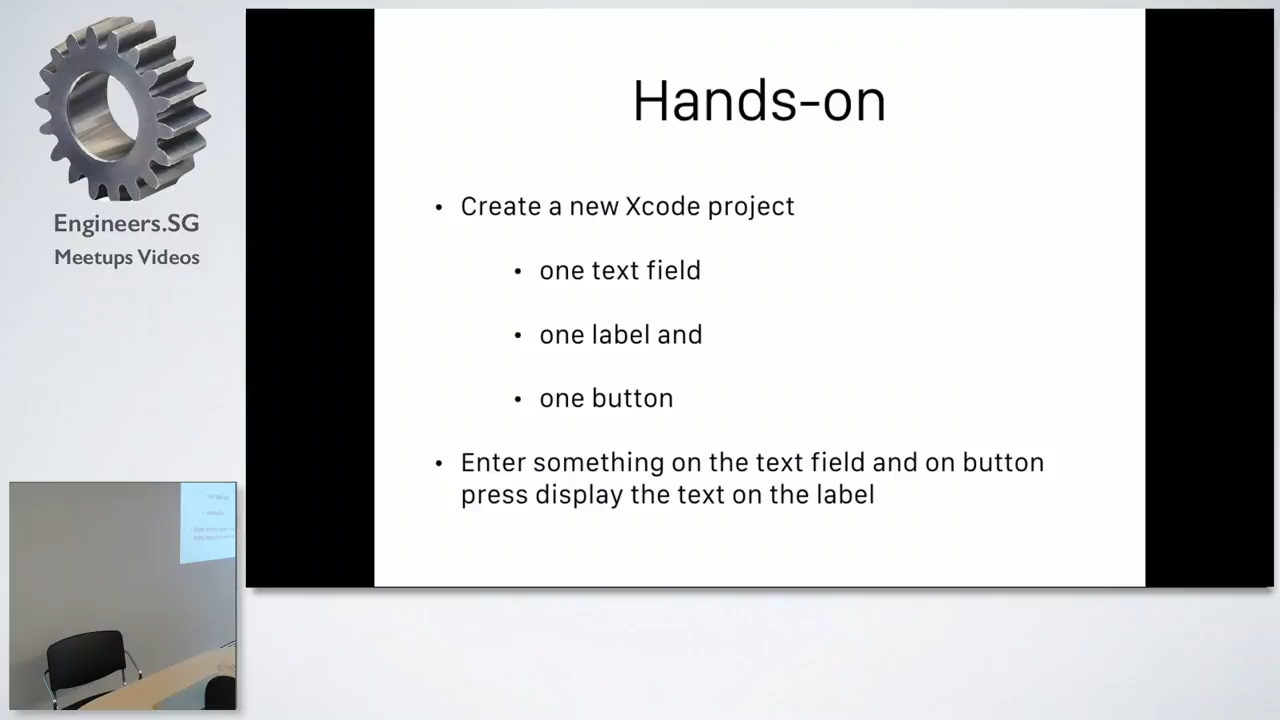 Engineers.SG
Meetups Videos
Hands-on
• Create a new Xcode project
• one text field
• one label and
• one button
• Enter something on the text field and on button
press display the text on the label